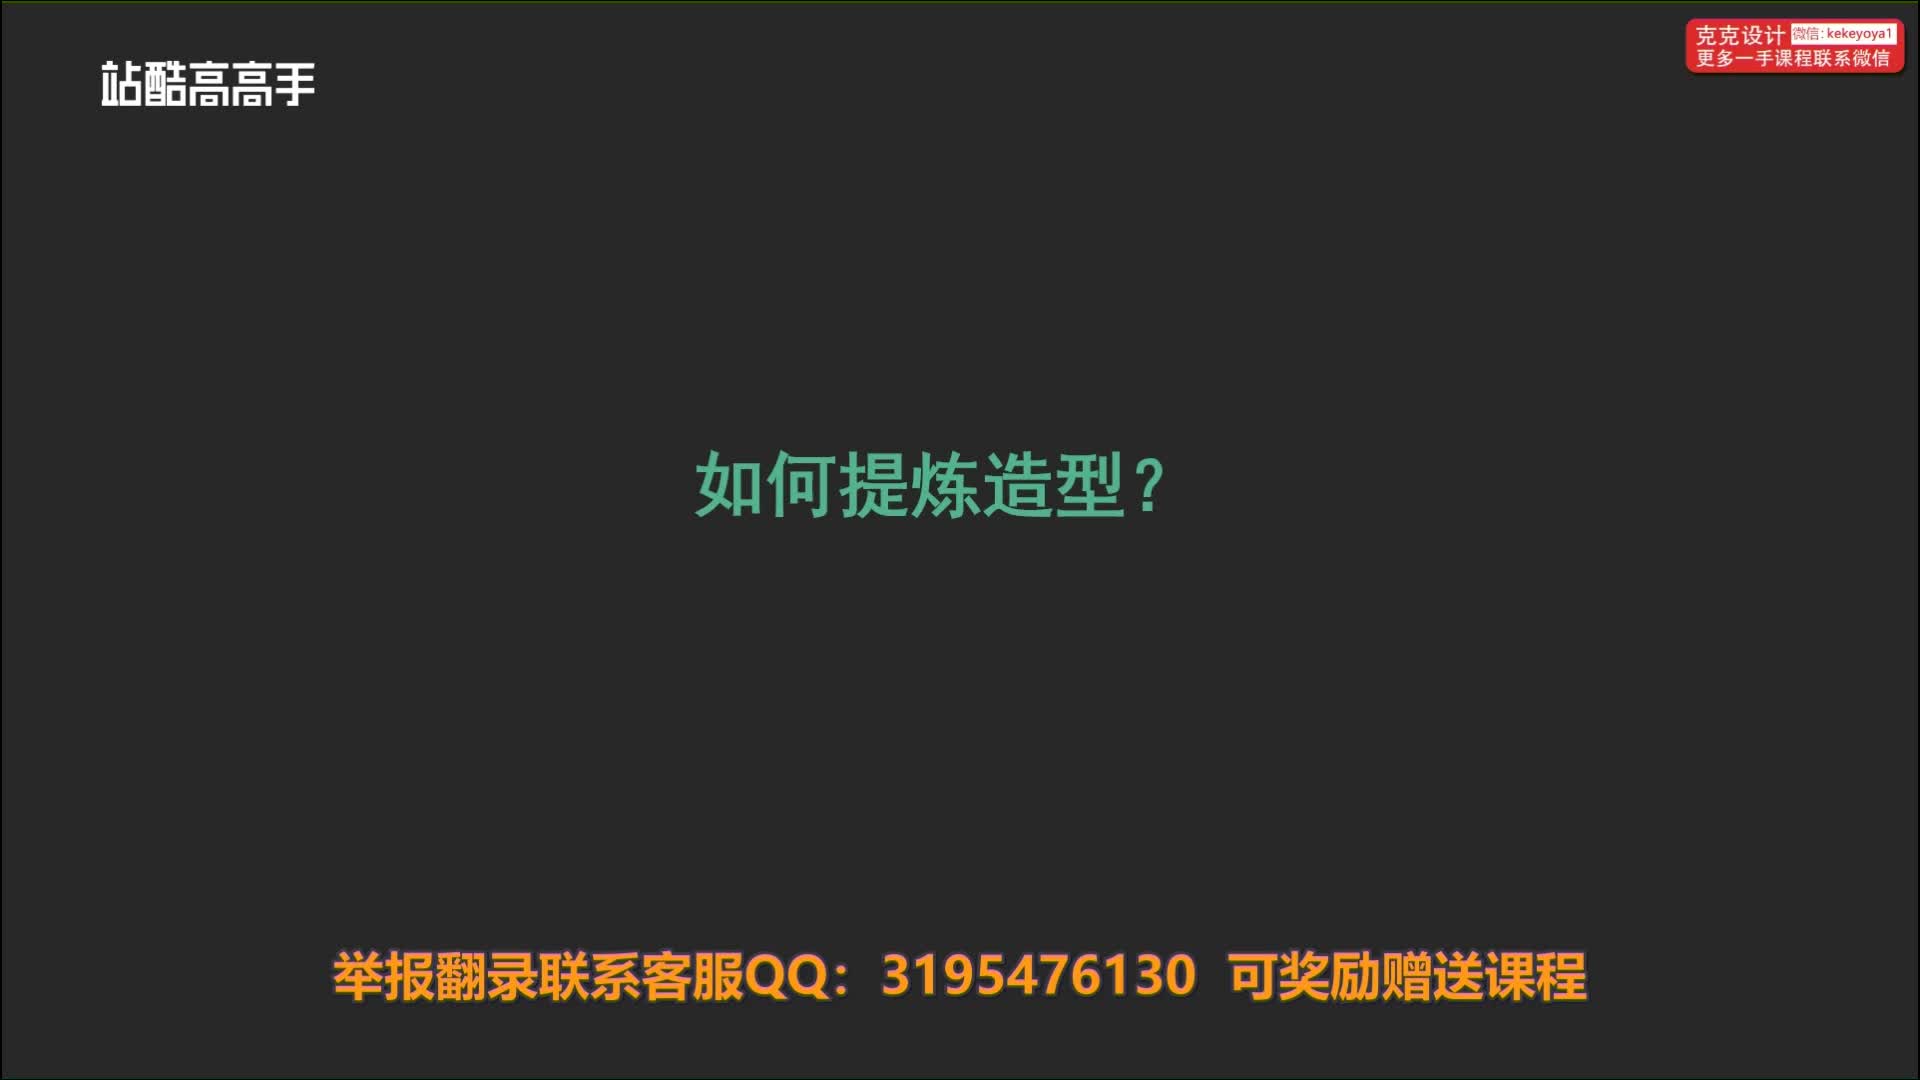 站酷高高手
克克设计 微信:kekeyoya1
更多一手课程联系微信
如何提炼造型?
举报翻录联系客服QQ：3195476130 可奖励赠送课程